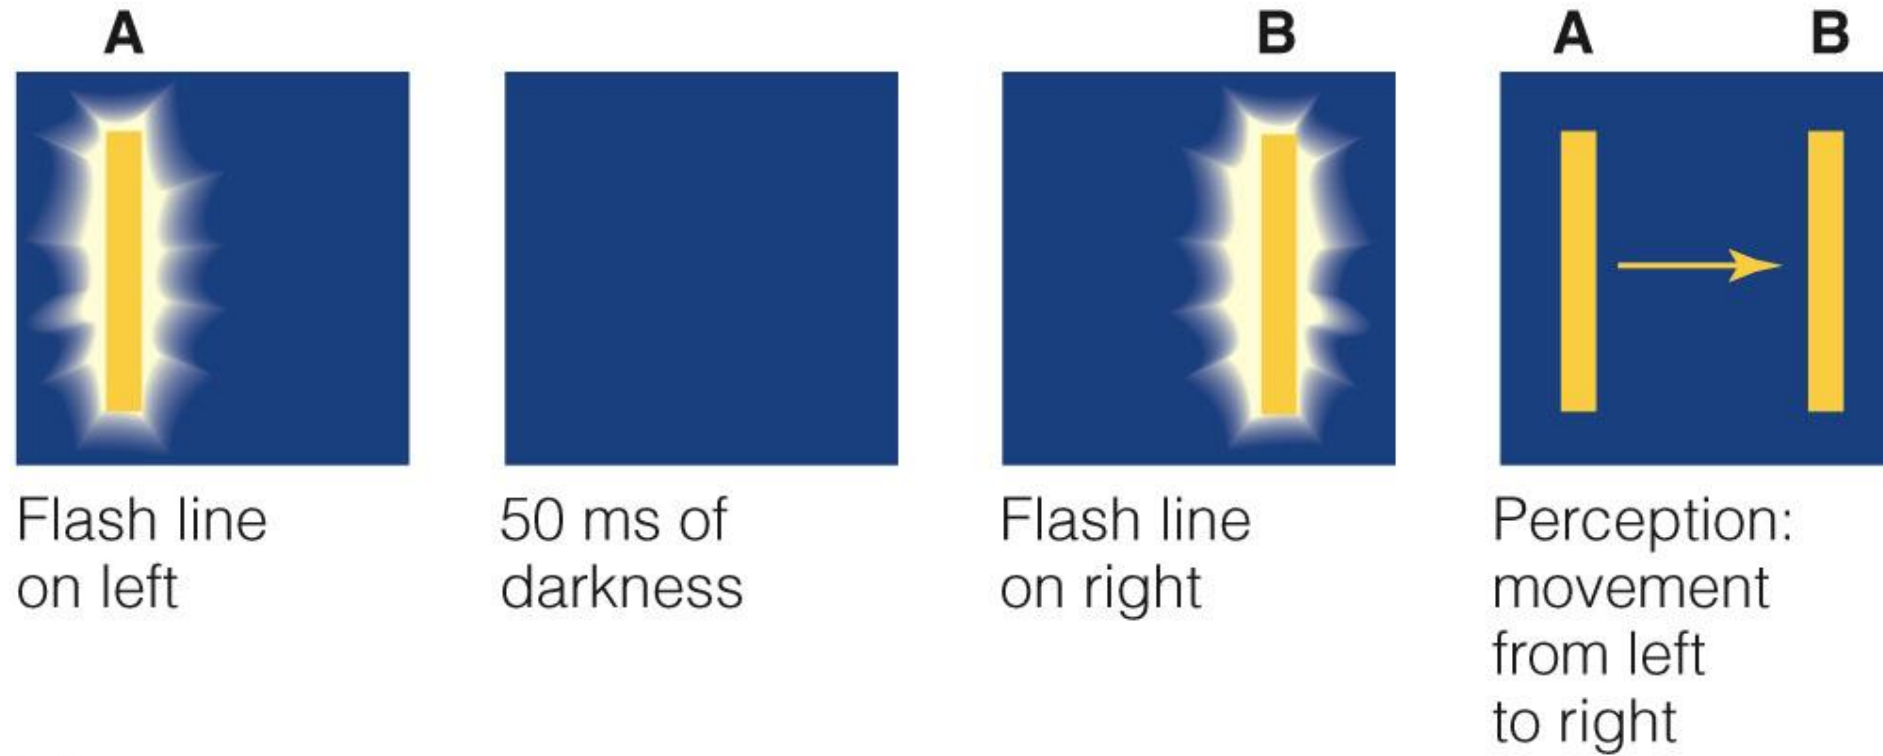 A
B
A
B
Flash line
on left
50 ms of
darkness
Flash line
on right
Perception:
movement
from left
to right